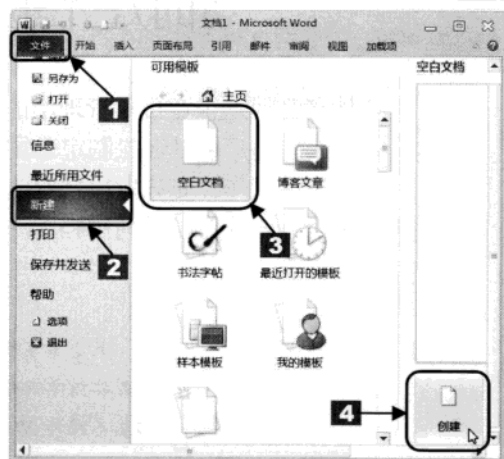 文档1 - Microsoft Word
文件 开始 插入 页面布局 引用 邮件 审阅 视图 加载项
另存为
打开
关闭
信息
最近所用文件
新建
打印
保存并发送
帮助
选项
退出
可用模板
主页
空白文档 博客文章
书法字帖 最近打开的模板
样本模板 我的模板
空白文档
创建
1
2
3
4